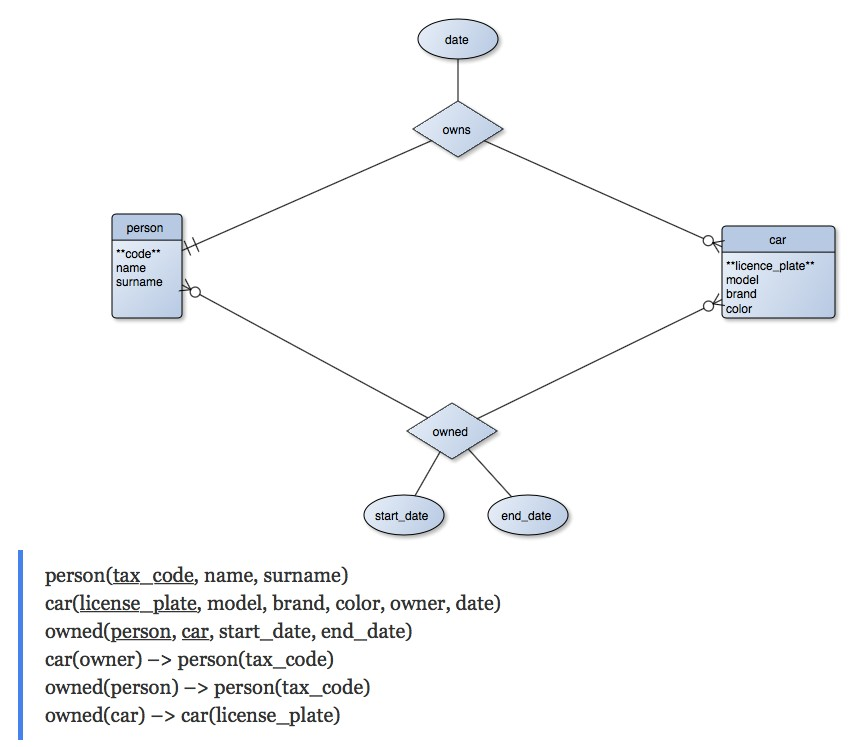 date
owns
person
**code**
name
surname
car
**licence_plate**
model
brand
color
owned
start_date
end_date
person(tax_code, name, surname)
car(license_plate, model, brand, color, owner, date)
owned(person, car, start_date, end_date)
car(owner) –> person(tax_code)
owned(person) –> person(tax_code)
owned(car) –> car(license_plate)